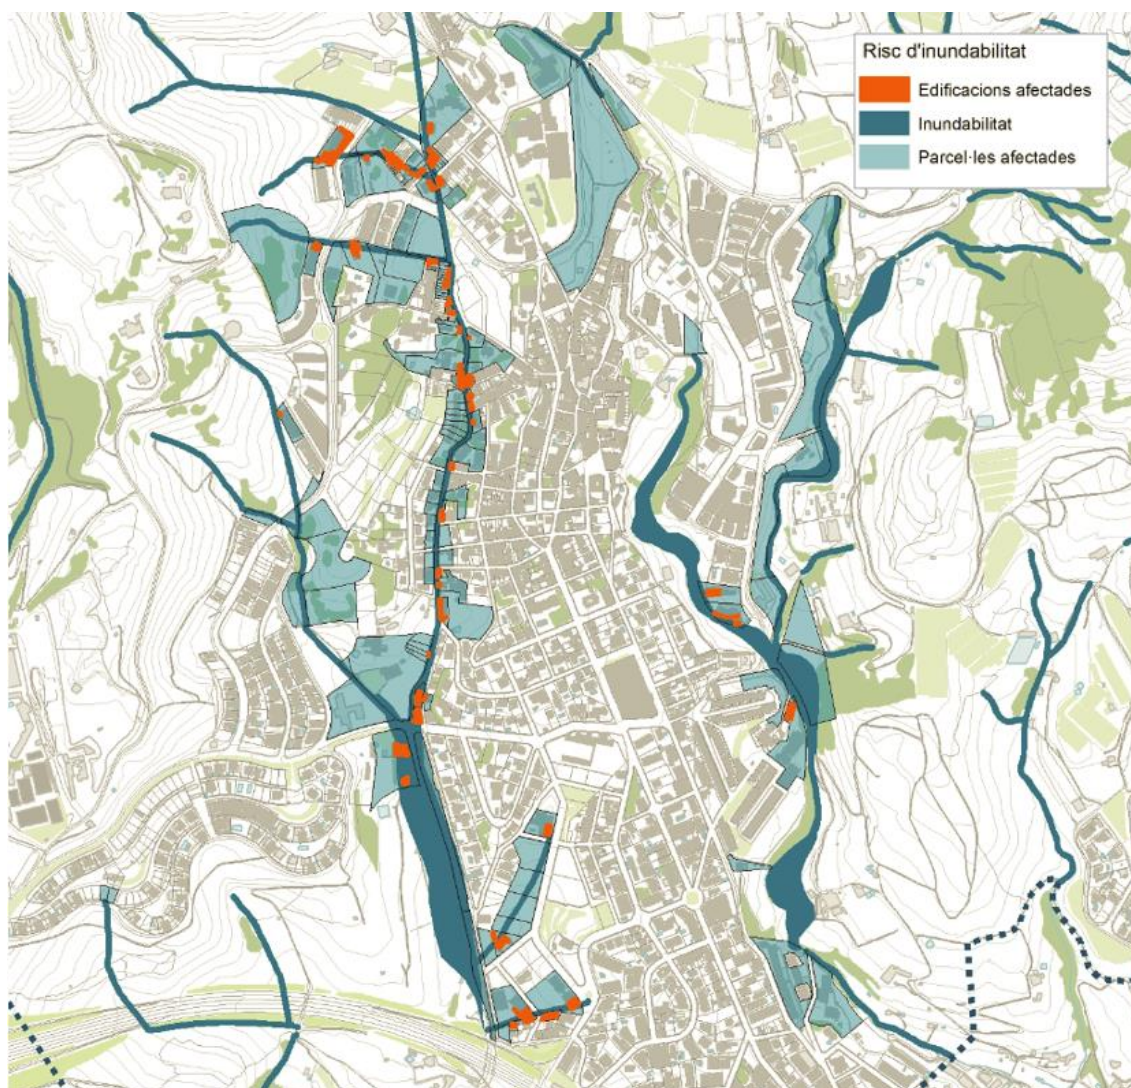 Risc d'inundabilitat
Edificacions afectades
Inundabilitat
Parcel·les afectades